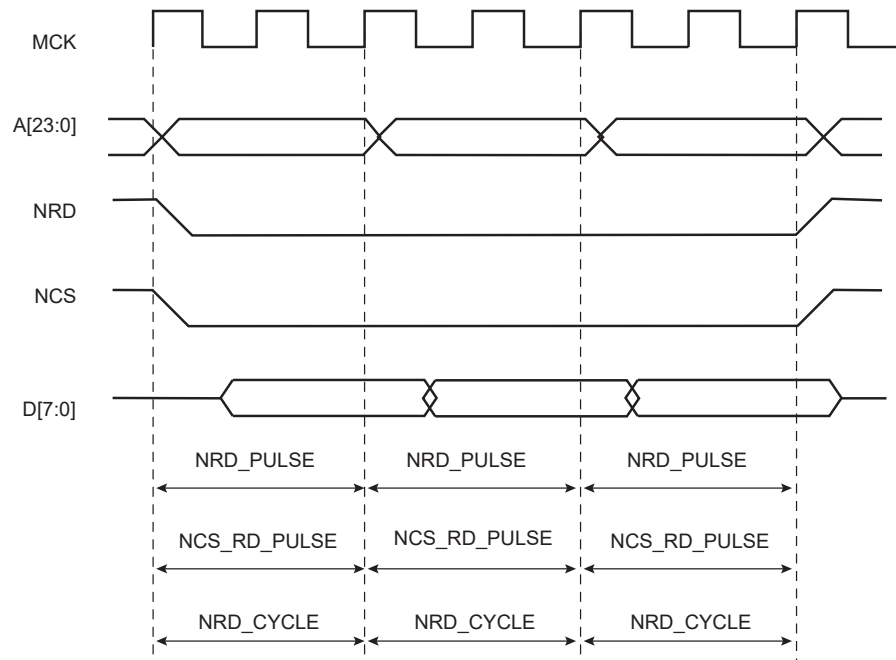 MCK
A[23:0]
NRD
NCS
D[7:0]
NRD_PULSE NRD_PULSE NRD_PULSE
NCS_RD_PULSE NCS_RD_PULSE NCS_RD_PULSE
NRD_CYCLE NRD_CYCLE NRD_CYCLE